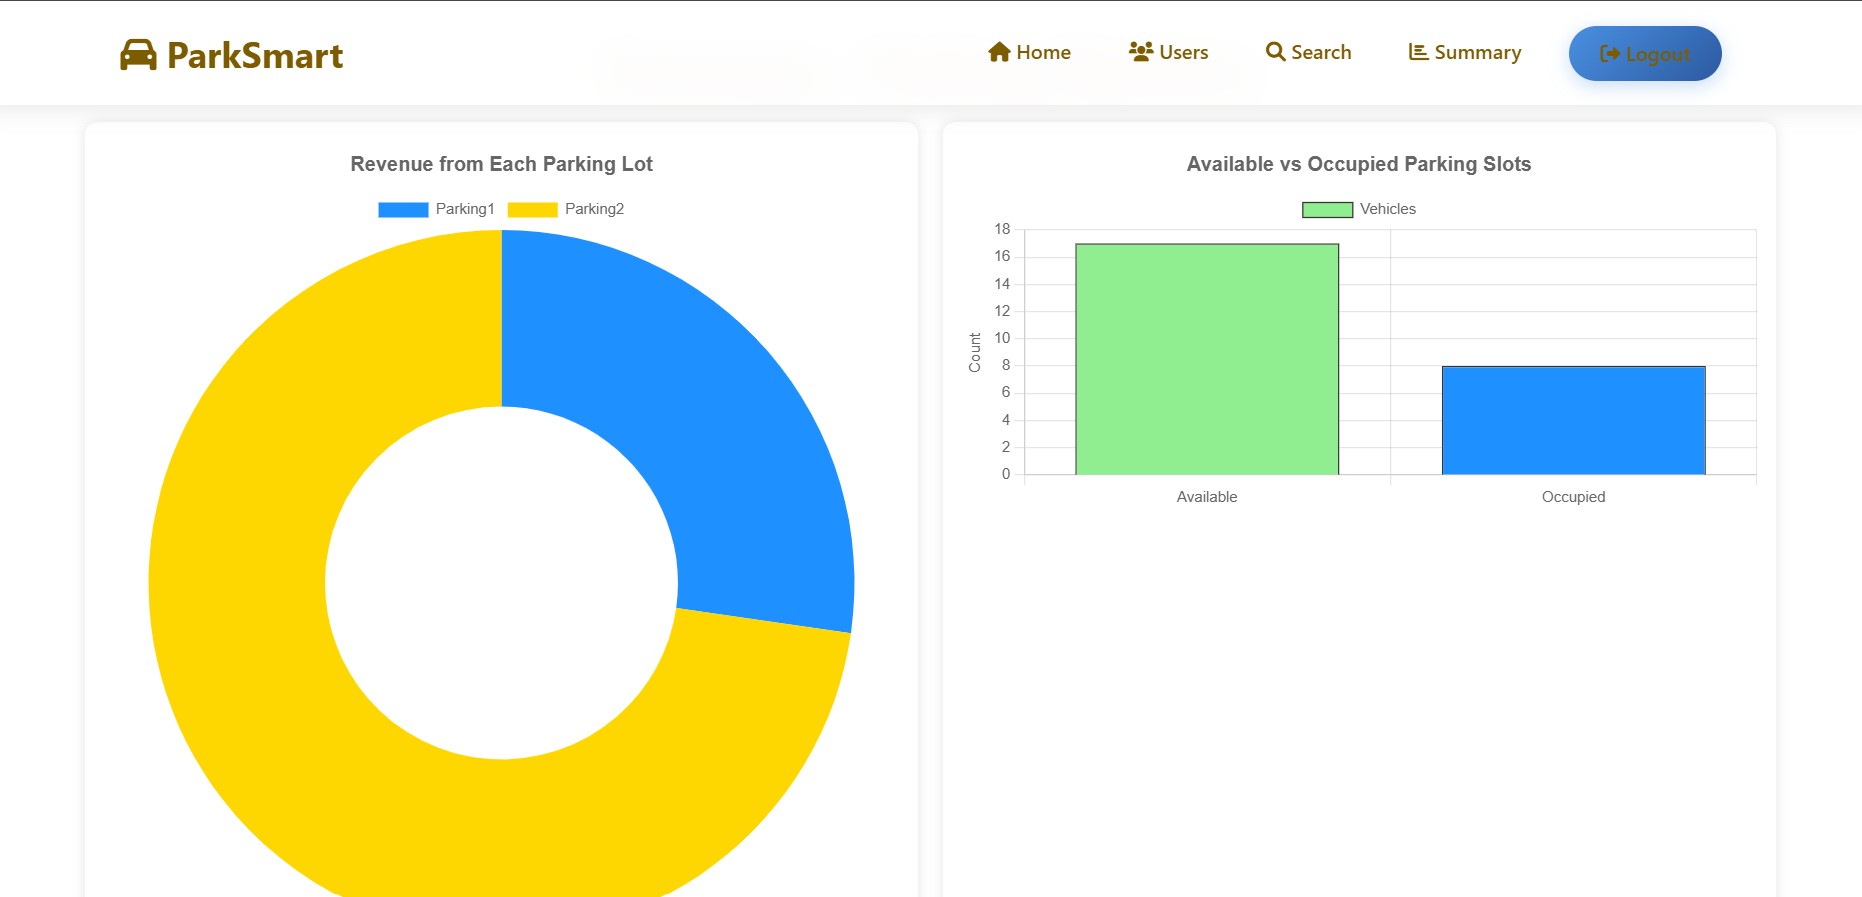 ParkSmart
Home Users Search Summary Logout
Revenue from Each Parking Lot
Parking1 Parking2
Available vs Occupied Parking Slots
Vehicles
18
16
14
12
10
8
6
4
2
0
Count
Available Occupied